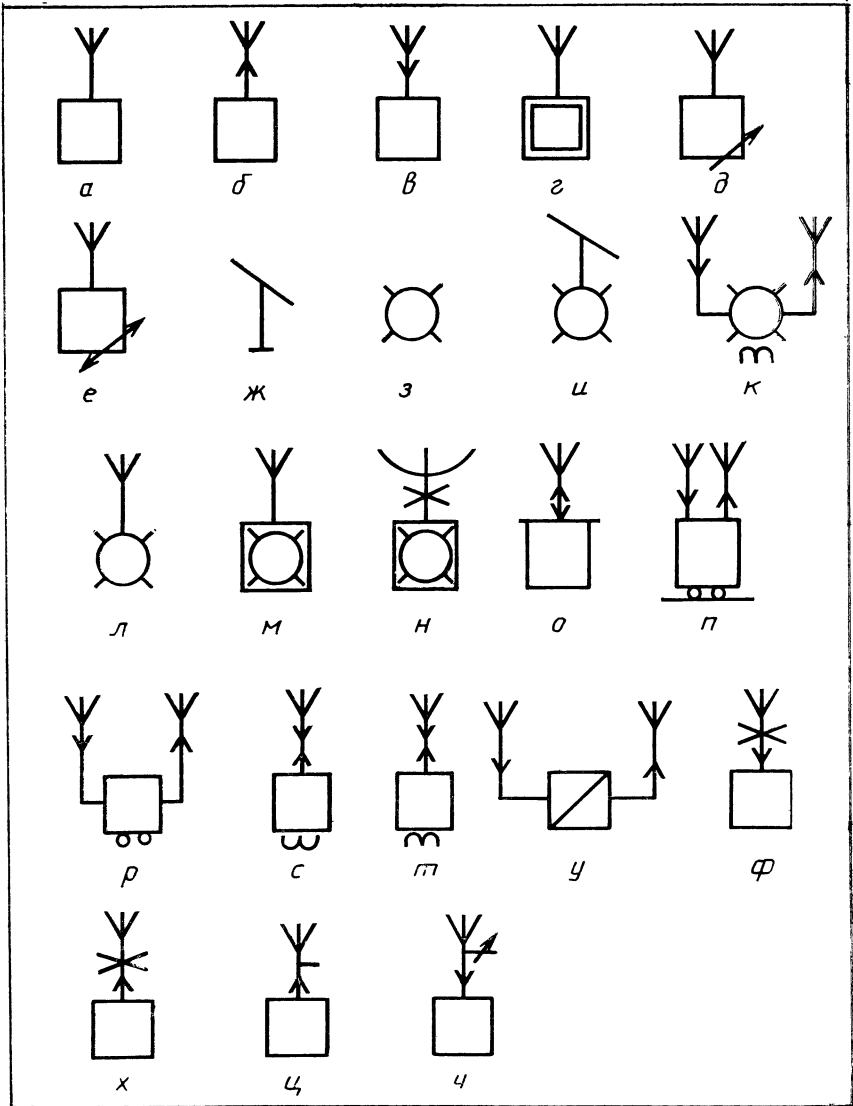 а б в г д
е ж з и к
л м н о п
р с т у ф
х ц ч